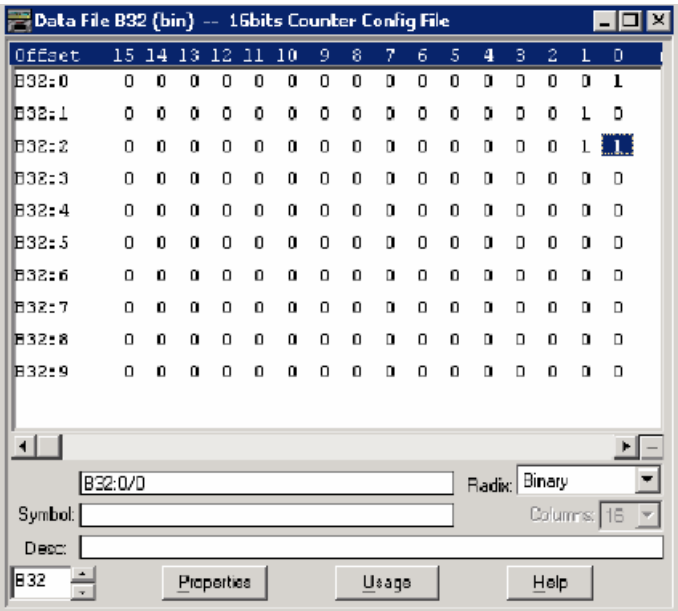 Data File B32 (bin) -- 16bits Counter Config File
Offset 15 14 13 12 11 10 9 8 7 6 5 4 3 2 1 0
B32:0 0 0 0 0 0 0 0 0 0 0 0 0 0 0 0 1
B32:1 0 0 0 0 0 0 0 0 0 0 0 0 0 0 1 0
B32:2 0 0 0 0 0 0 0 0 0 0 0 0 0 0 1 1
B32:3 0 0 0 0 0 0 0 0 0 0 0 0 0 0 0 0
B32:4 0 0 0 0 0 0 0 0 0 0 0 0 0 0 0 0
B32:5 0 0 0 0 0 0 0 0 0 0 0 0 0 0 0 0
B32:6 0 0 0 0 0 0 0 0 0 0 0 0 0 0 0 0
B32:7 0 0 0 0 0 0 0 0 0 0 0 0 0 0 0 0
B32:8 0 0 0 0 0 0 0 0 0 0 0 0 0 0 0 0
B32:9 0 0 0 0 0 0 0 0 0 0 0 0 0 0 0 0
B32:0/0 Radix: Binary
Symbol: Columns: 16
Desc:
B32 Properties Usage Help